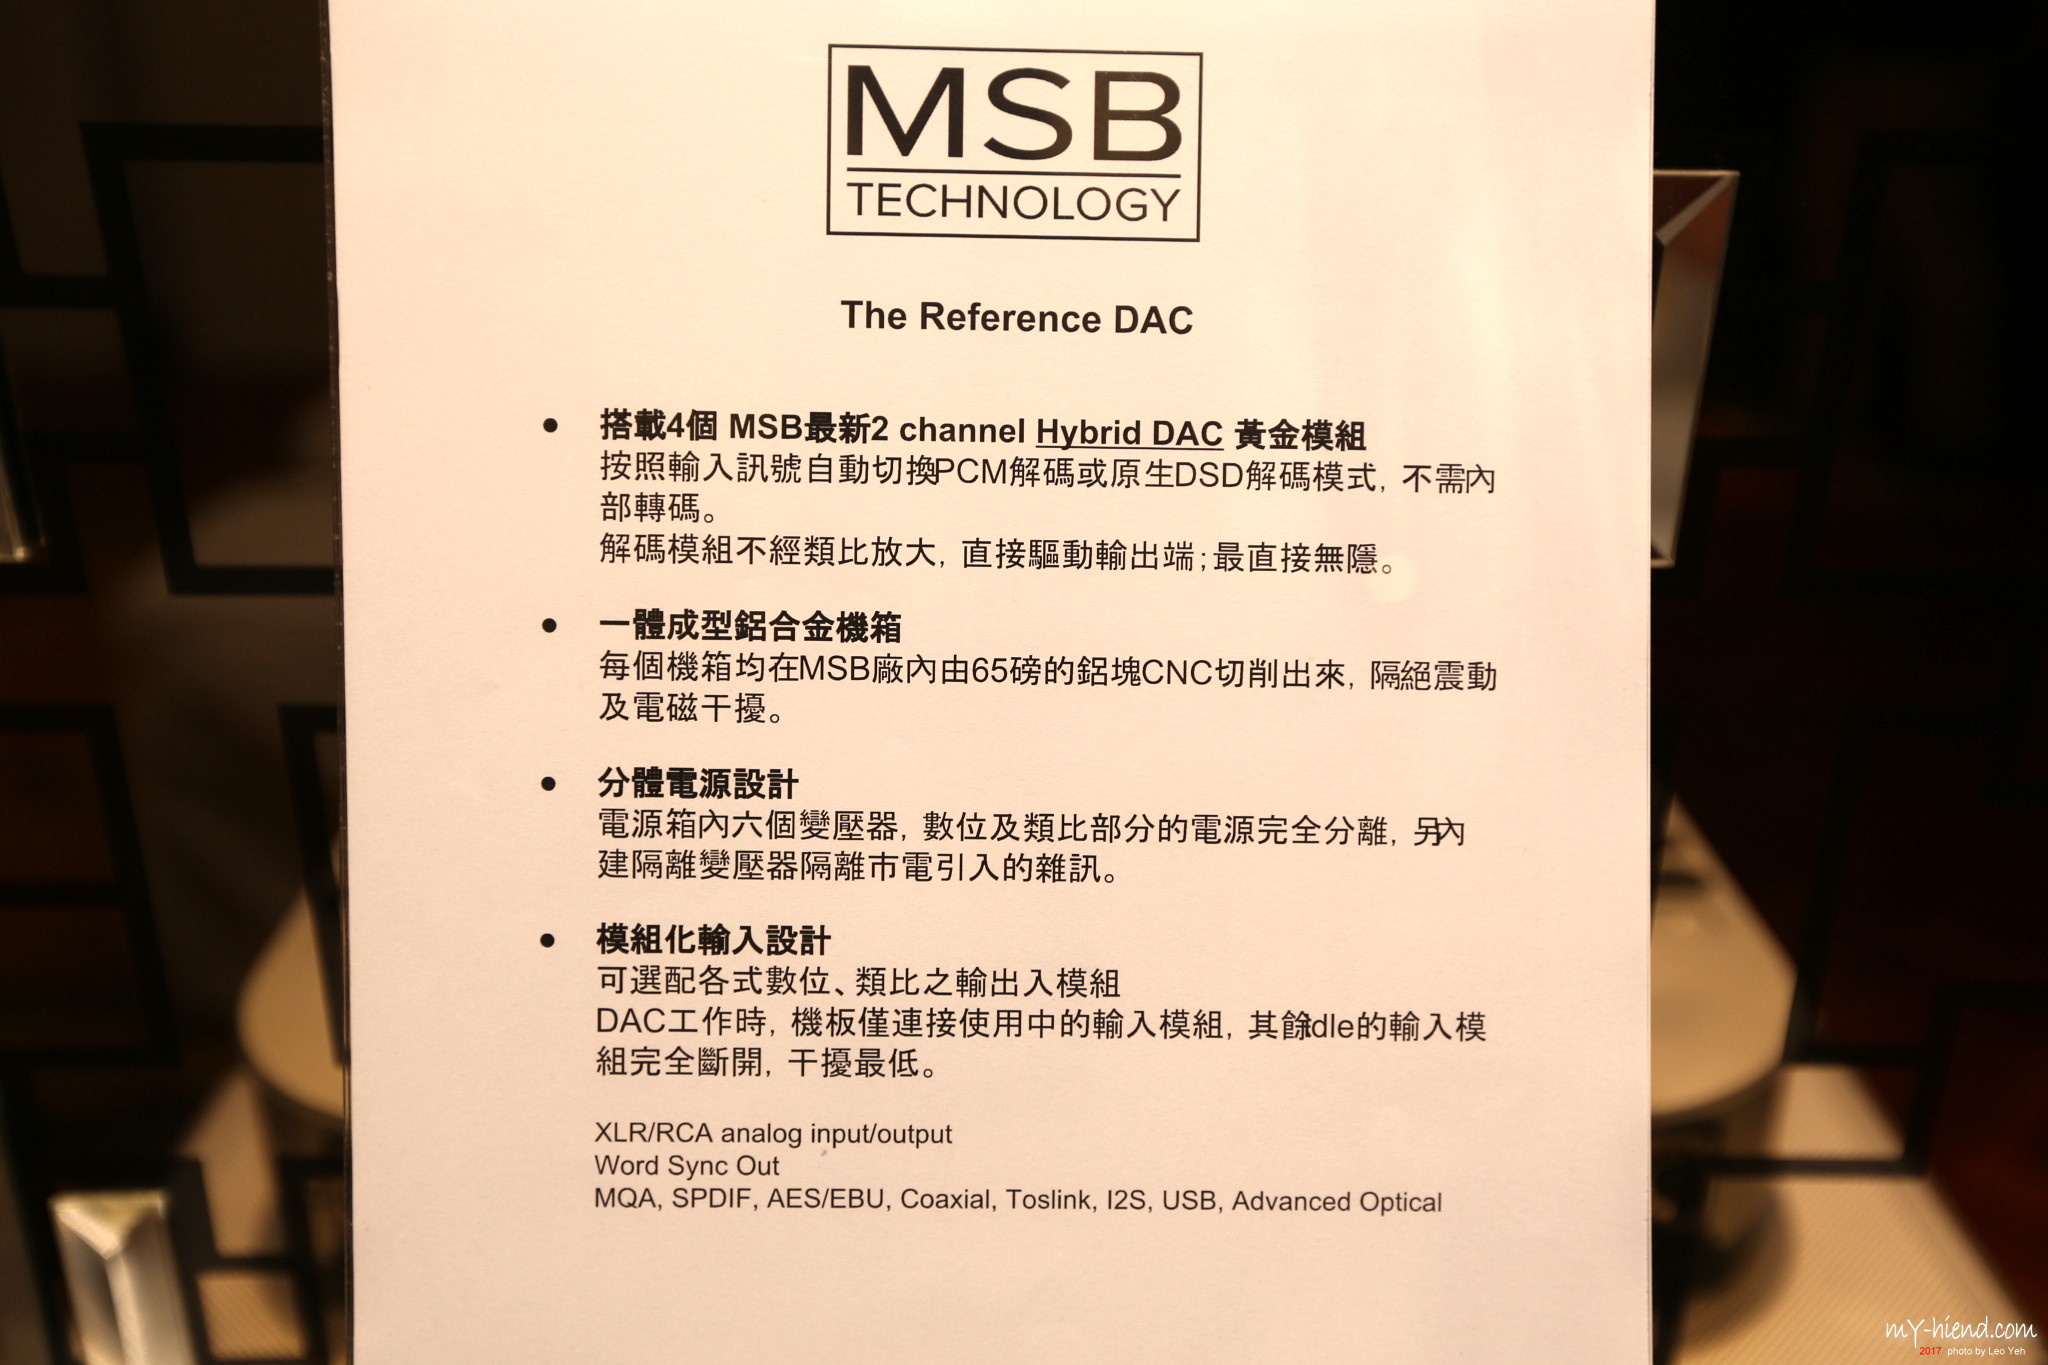 MSB
TECHNOLOGY
The Reference DAC
● 搭載4個 MSB最新2 channel Hybrid DAC 黃金模組
按照輸入訊號自動切換PCM解碼或原生DSD解碼模式, 不需內
部轉碼。
解碼模組不經類比放大, 直接驅動輸出端;最直接無隱。
● 一體成型鋁合金機箱
每個機箱均在MSB廠內由65磅的鋁塊CNC切削出來, 隔絕震動
及電磁干擾。
● 分體電源設計
電源箱內六個變壓器, 數位及類比部分的電源完全分離, 另內
建隔離變壓器隔離市電引入的雜訊。
● 模組化輸入設計
可選配各式數位、類比之輸出入模組
DAC工作時, 機板僅連接使用中的輸入模組, 其餘idle的輸入模
組完全斷開, 干擾最低。
XLR/RCA analog input/output
Word Sync Out
MQA, SPDIF, AES/EBU, Coaxial, Toslink, I2S, USB, Advanced Optical
mY-hiend.com
2017 photo by Leo Yeh